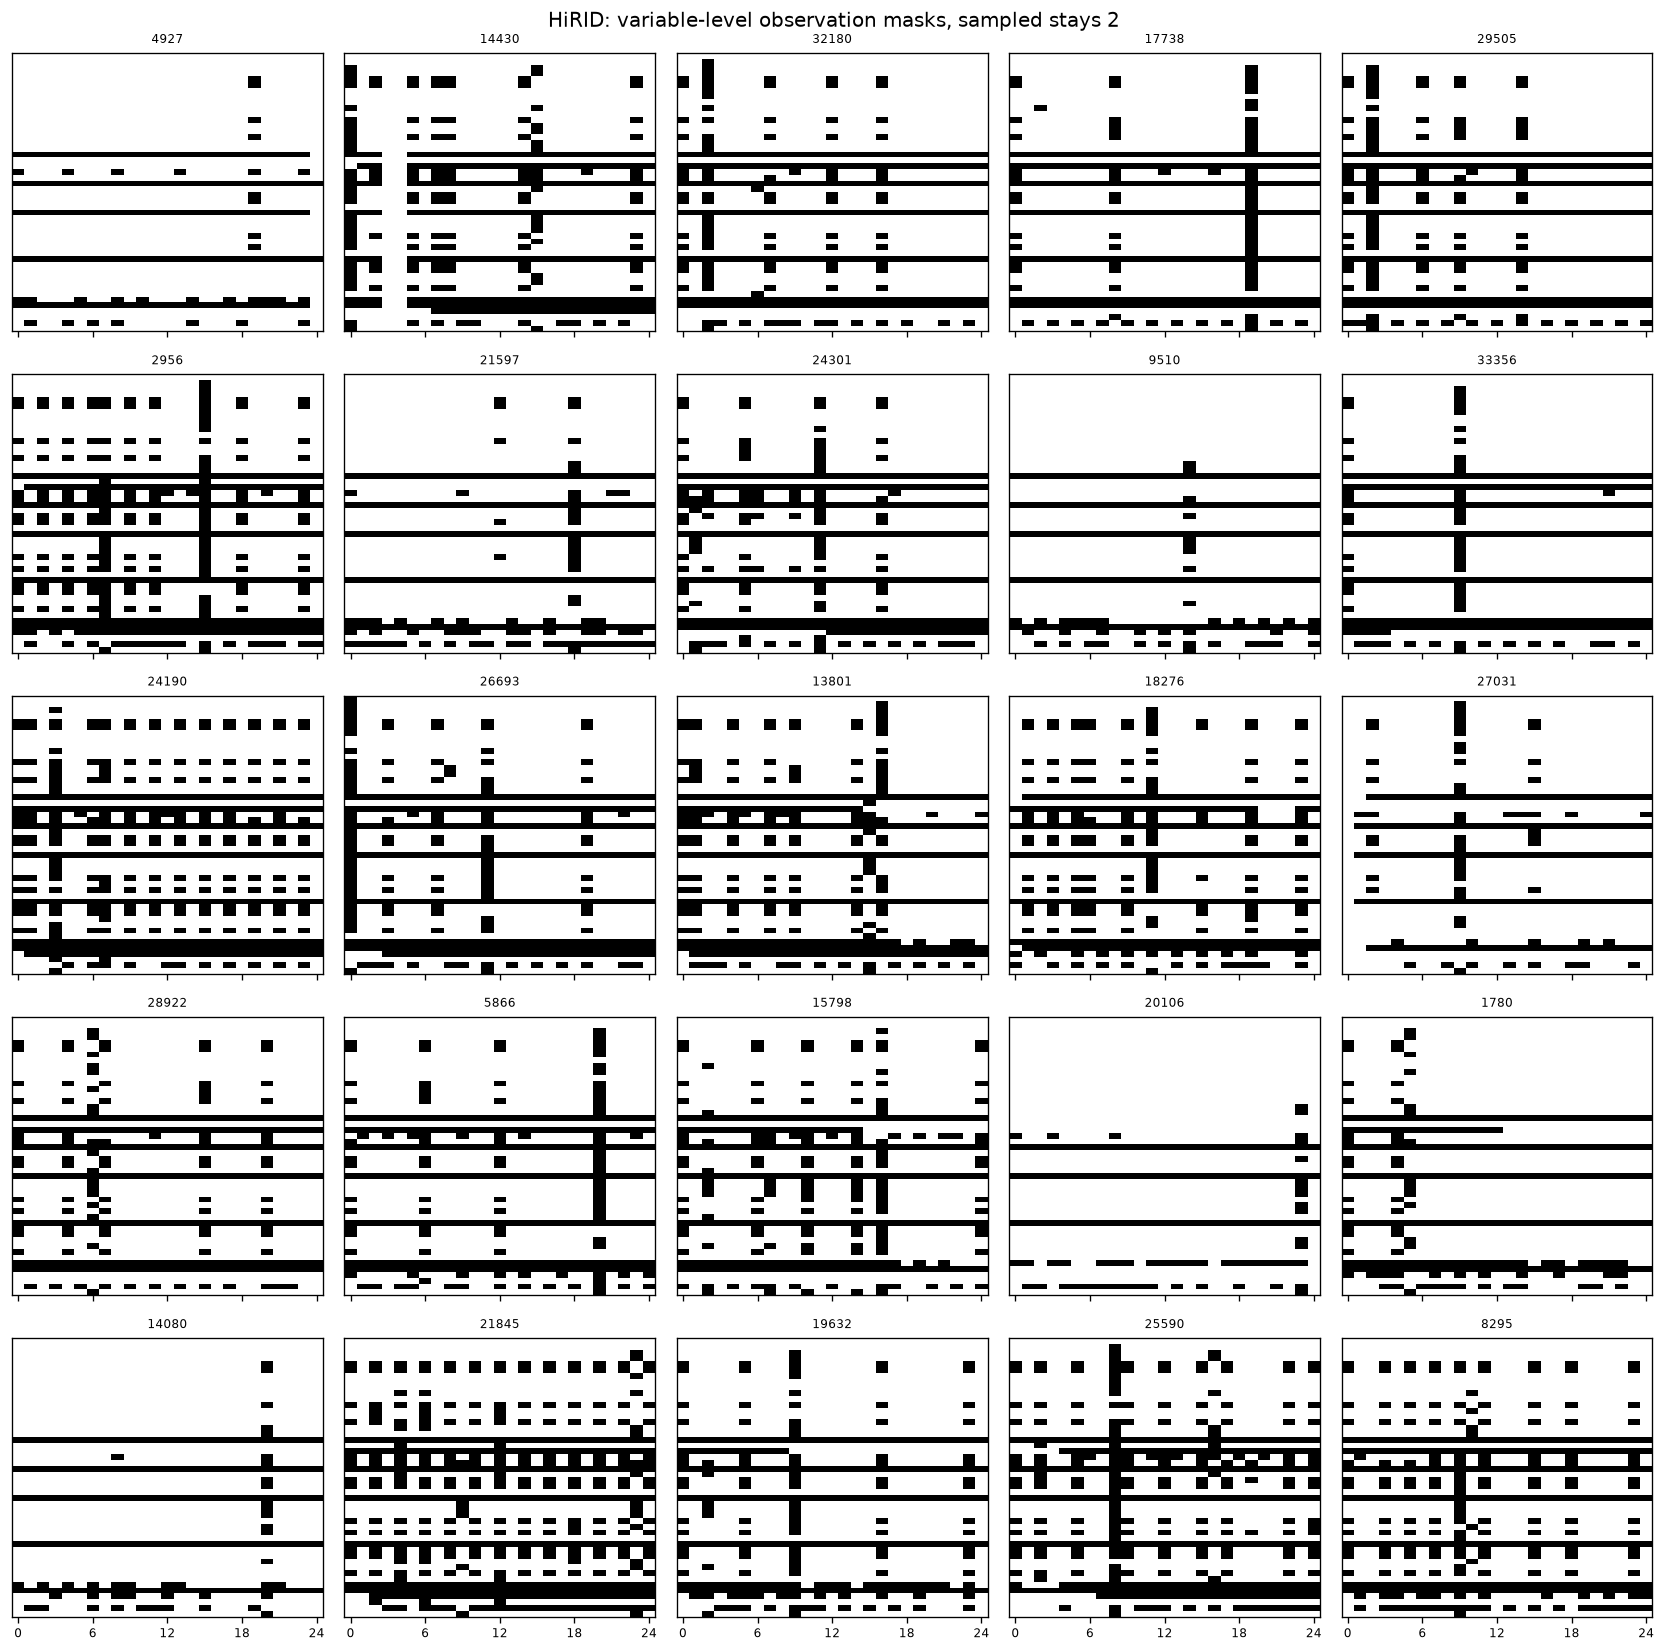 HiRID: variable-level observation masks, sampled stays 2
4927 14430 32180 17738 29505
2956 21597 24301 9510 33356
24190 26693 13801 18276 27031
28922 5866 15798 20106 1780
14080 21845 19632 25590 8295
0 6 12 18 24 0 6 12 18 24 0 6 12 18 24 0 6 12 18 24 0 6 12 18 24